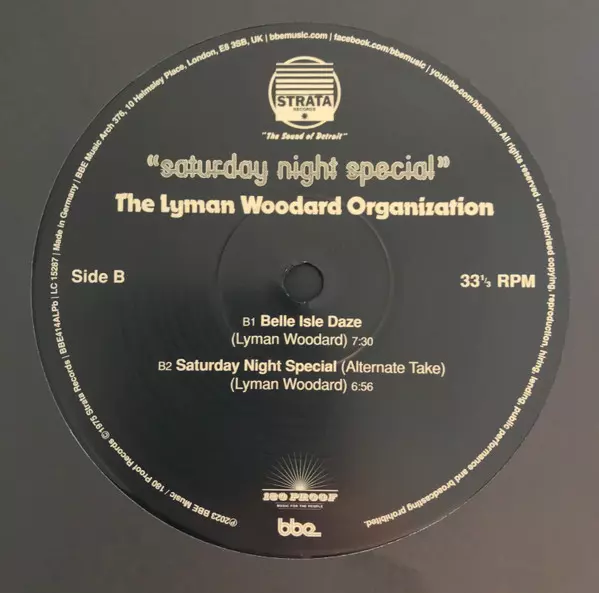 ℗2023 BBE Music / 180 Proof Records ©1975 Strata Records | BBE414ALPb | LC 15287 | Made in Germany | BBE Music Arch 376, 10 Helmsley Place, London, E8 3SB, UK | bbemusic.com | facebook.com/bbemusic | youtube.com/bbemusic All rights reserved - unauthorised copying, reproduction, hiring, lending, public performance and broadcasting prohibited.
STRATA
RECORDS
"The Sound of Detroit"
"saturday night special"
The Lyman Woodard Organization
Side B
33⅓ RPM
B1 Belle Isle Daze
(Lyman Woodard) 7:30
B2 Saturday Night Special (Alternate Take)
(Lyman Woodard) 6:56
180 PROOF
MUSIC FOR THE PEOPLE
bbe